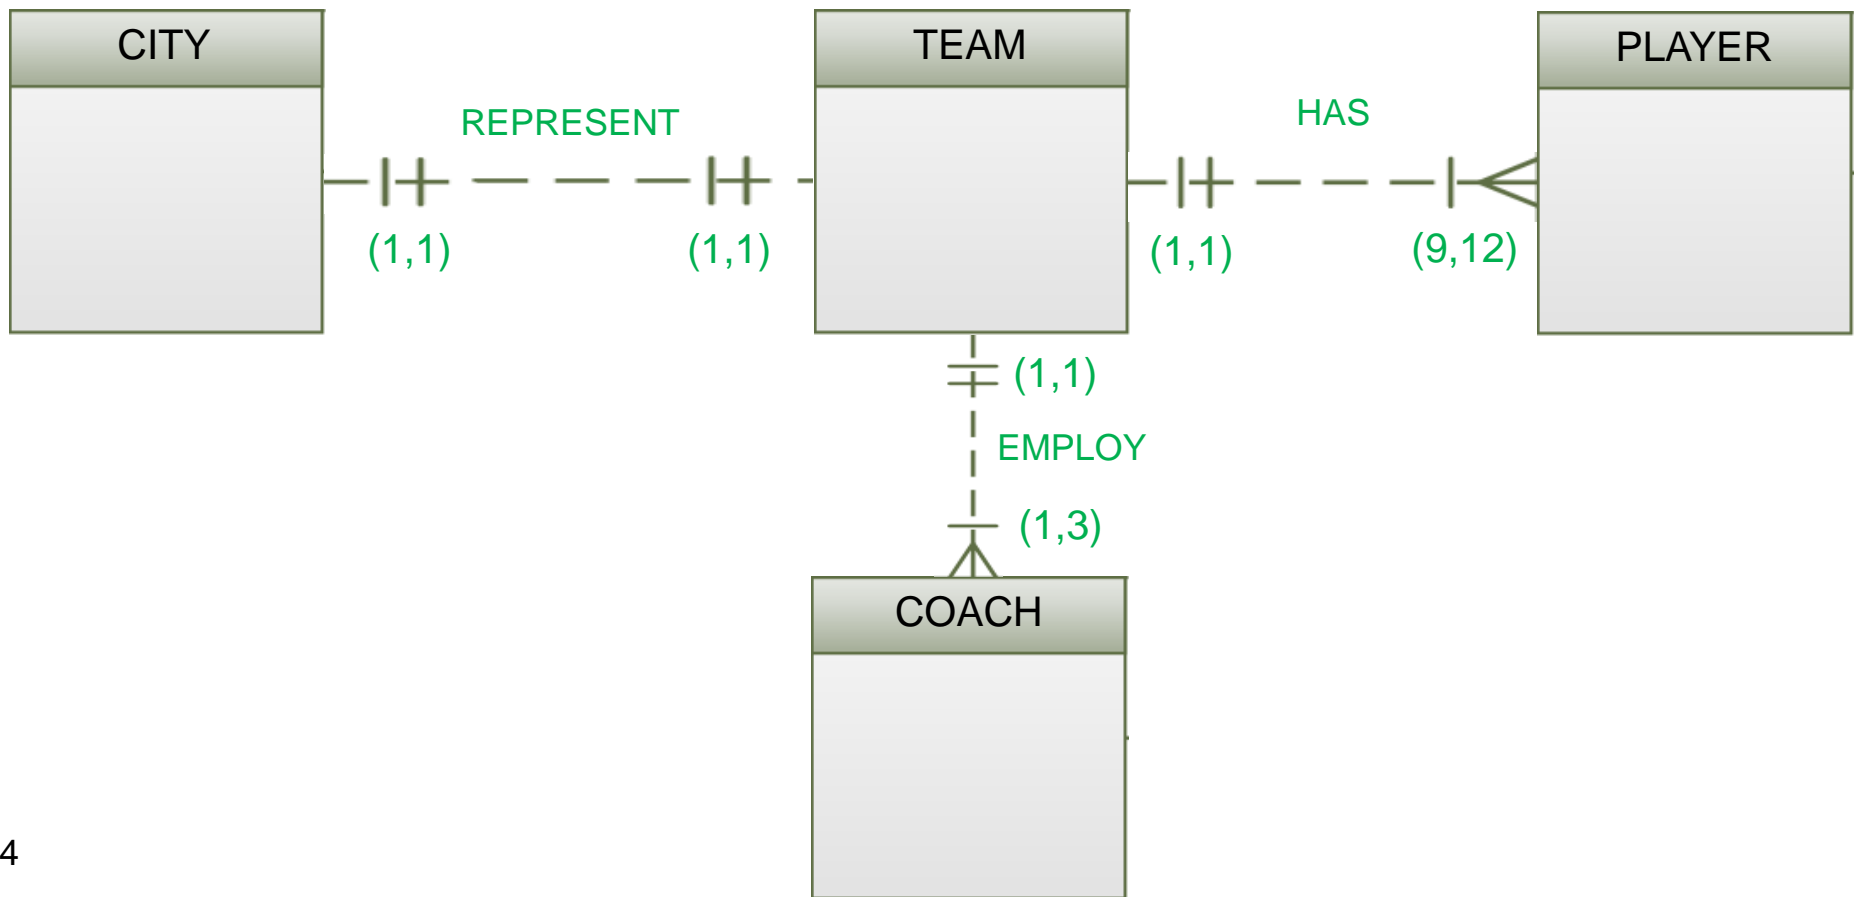 CITY
TEAM
PLAYER
REPRESENT
HAS
(1,1)
(1,1)
(1,1)
(9,12)
(1,1)
EMPLOY
(1,3)
COACH
4